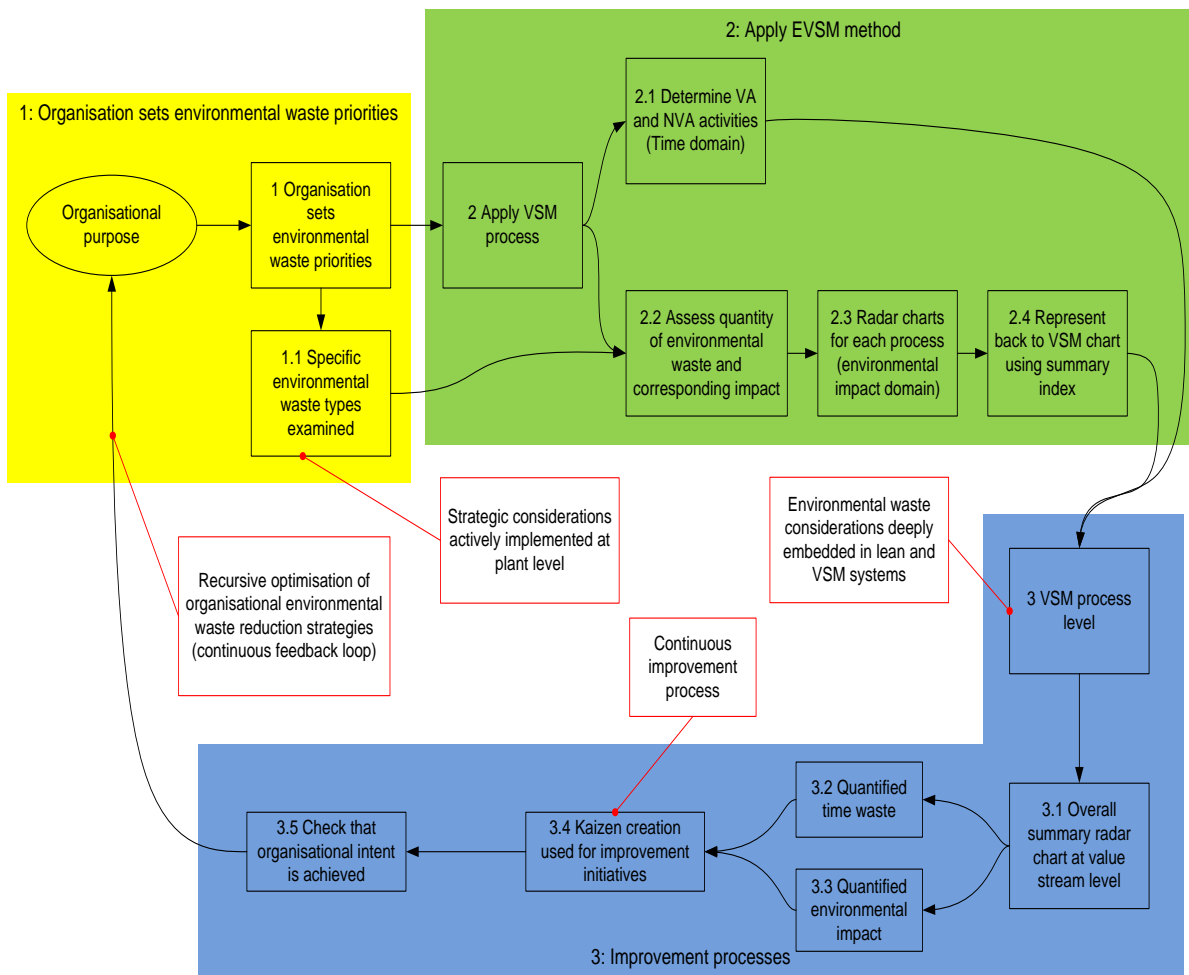 2: Apply EVSM method
1: Organisation sets environmental waste priorities
Organisational
purpose
1 Organisation
sets
environmental
waste priorities
1.1 Specific
environmental
waste types
examined
2 Apply VSM
process
2.1 Determine VA
and NVA activities
(Time domain)
2.2 Assess quantity
of environmental
waste and
corresponding impact
2.3 Radar charts
for each process
(environmental
impact domain)
2.4 Represent
back to VSM chart
using summary
index
Recursive optimisation of
organisational environmental
waste reduction strategies
(continuous feedback loop)
Strategic considerations
actively implemented at
plant level
Environmental waste
considerations deeply
embedded in lean and
VSM systems
Continuous
improvement
process
3 VSM process
level
3.1 Overall
summary radar
chart at value
stream level
3.2 Quantified
time waste
3.3 Quantified
environmental
impact
3.4 Kaizen creation
used for improvement
initiatives
3.5 Check that
organisational intent
is achieved
3: Improvement processes